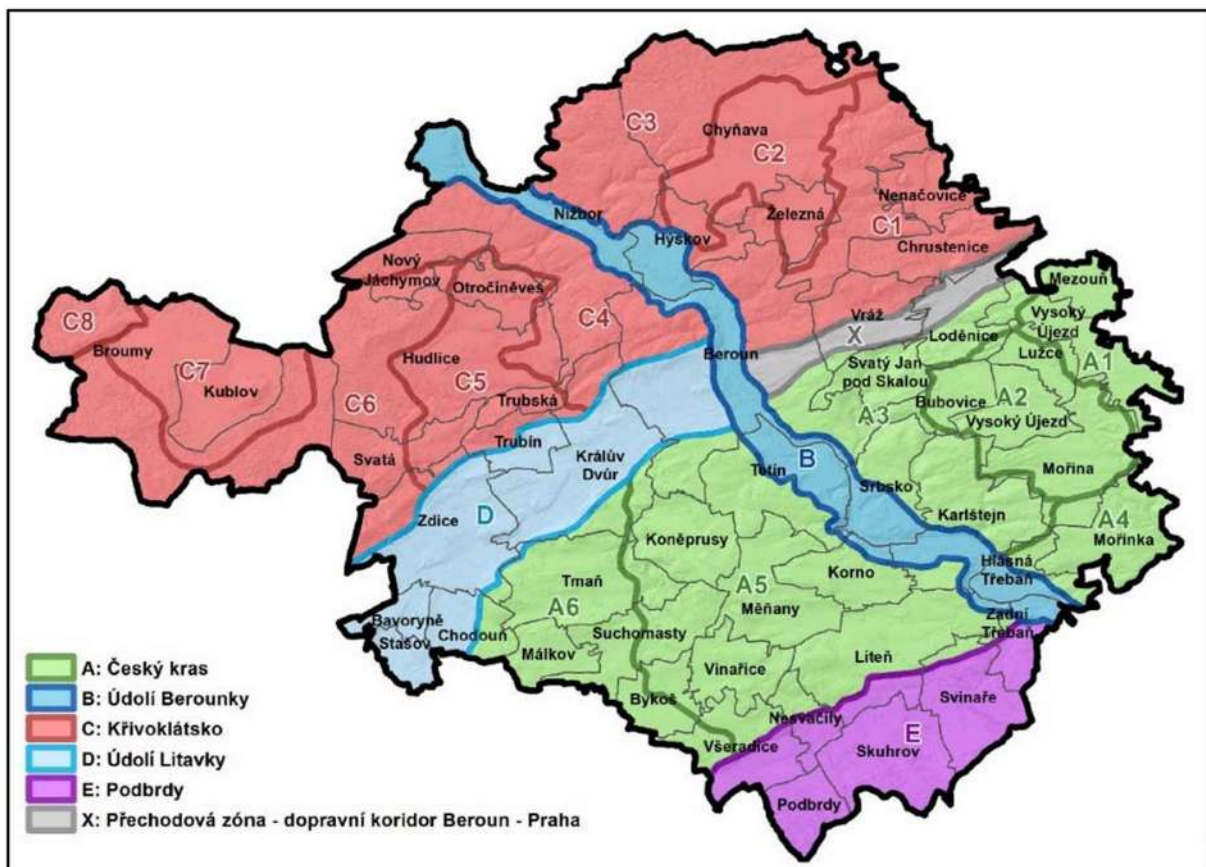 C3
Chyňava
C2
Nenačovice
Nižbor
Železná
C1
Hýskov
Chrustenice
Nový
Jáchymov
Otročiněves
Mezouň
Vysoký
Újezd
C8
Broumy
C4
Vráž
X
Loděnice
Lužce
A1
Hudlice
Beroun
Svatý Jan
pod Skalou
C7
Kublov
C5
C6
Trubská
A3
Bubovice
A2
Vysoký Újezd
Trubín
Svatá
Králův
Dvůr
Tetín
B
Srbsko
Mořina
Zdice
D
Karlštejn
A4
Mořinka
Koněprusy
Hlásná
Třebaň
Tmaň
A5
Korno
Měňany
A6
Bavoryně
Stašov
Chodouň
Suchomasty
Zadní
Třebaň
Málkov
Vinařice
Liteň
Bykoš
Nesvačily
Svinaře
Všeradice
Skuhrov
E
Podbrdy
A: Český kras
B: Údolí Berounky
C: Křivoklátsko
D: Údolí Litavky
E: Podbrdy
X: Přechodová zóna - dopravní koridor Beroun - Praha